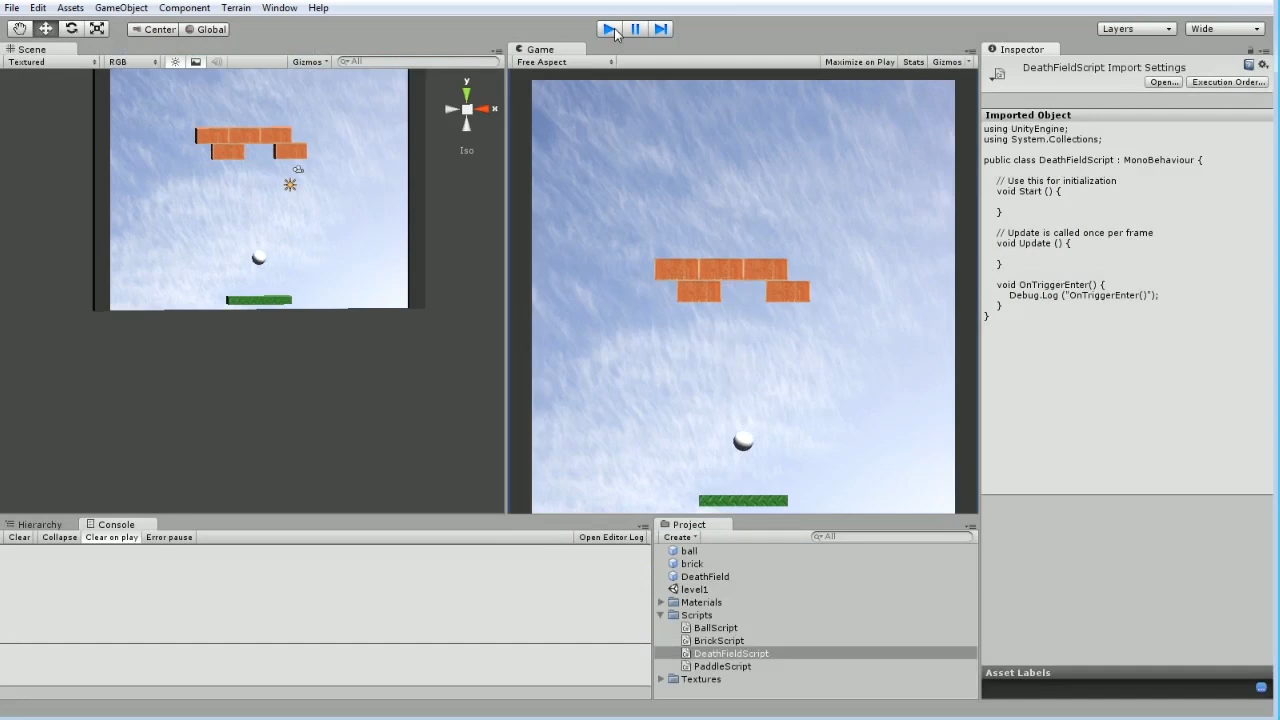 File Edit Assets GameObject Component Terrain Window Help
Center Global Layers Wide
Scene Game Inspector
Textured RGB Gizmos All Free Aspect Maximize on Play Stats Gizmos
DeathFieldScript Import Settings
Open... Execution Order...
y
x
Iso
Imported Object
using UnityEngine;
using System.Collections;
public class DeathFieldScript : MonoBehaviour {
// Use this for initialization
void Start () {
}
// Update is called once per frame
void Update () {
}
void OnTriggerEnter() {
Debug.Log ("OnTriggerEnter()");
}
}
Hierarchy Console
Clear Collapse Clear on play Error pause Open Editor Log
Project
Create All
ball
brick
DeathField
level1
Materials
Scripts
BallScript
BrickScript
DeathFieldScript
PaddleScript
Textures
Asset Labels